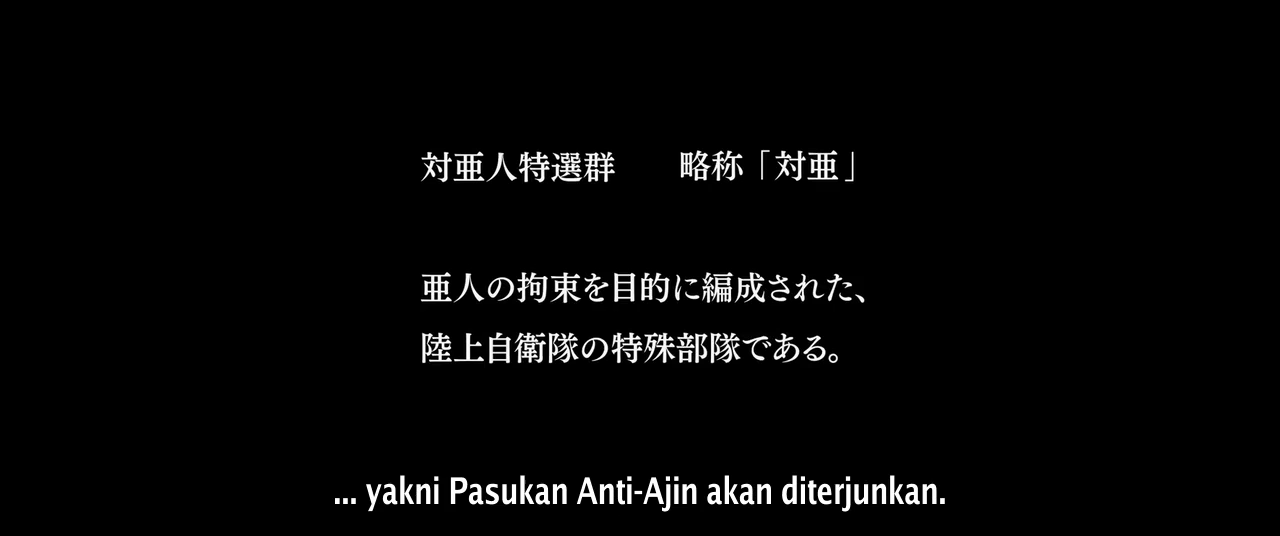 対亜人特選群　　略称「対亜」
亜人の拘束を目的に編成された、
陸上自衛隊の特殊部隊である。
... yakni Pasukan Anti-Ajin akan diterjunkan.